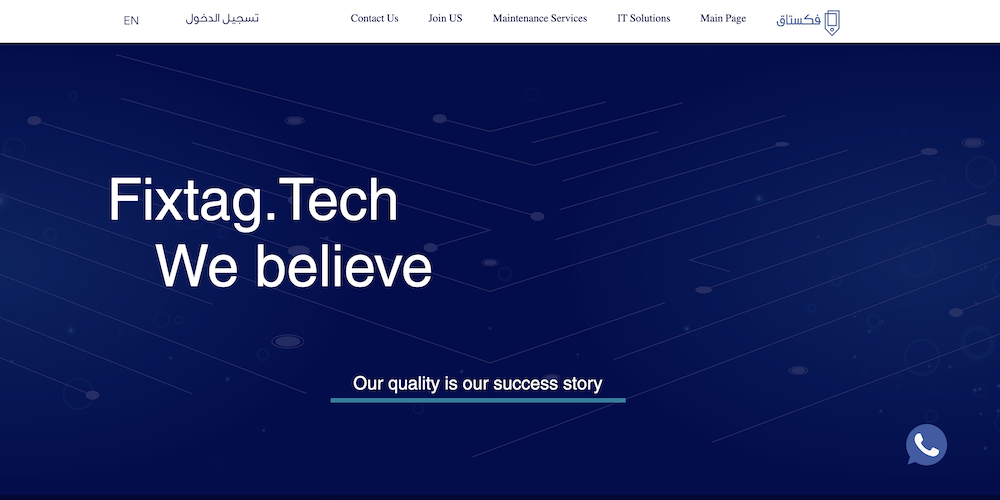 EN
تسجيل الدخول
Contact Us
Join US
Maintenance Services
IT Solutions
Main Page
فكستاق
Fixtag.Tech
We believe
Our quality is our success story